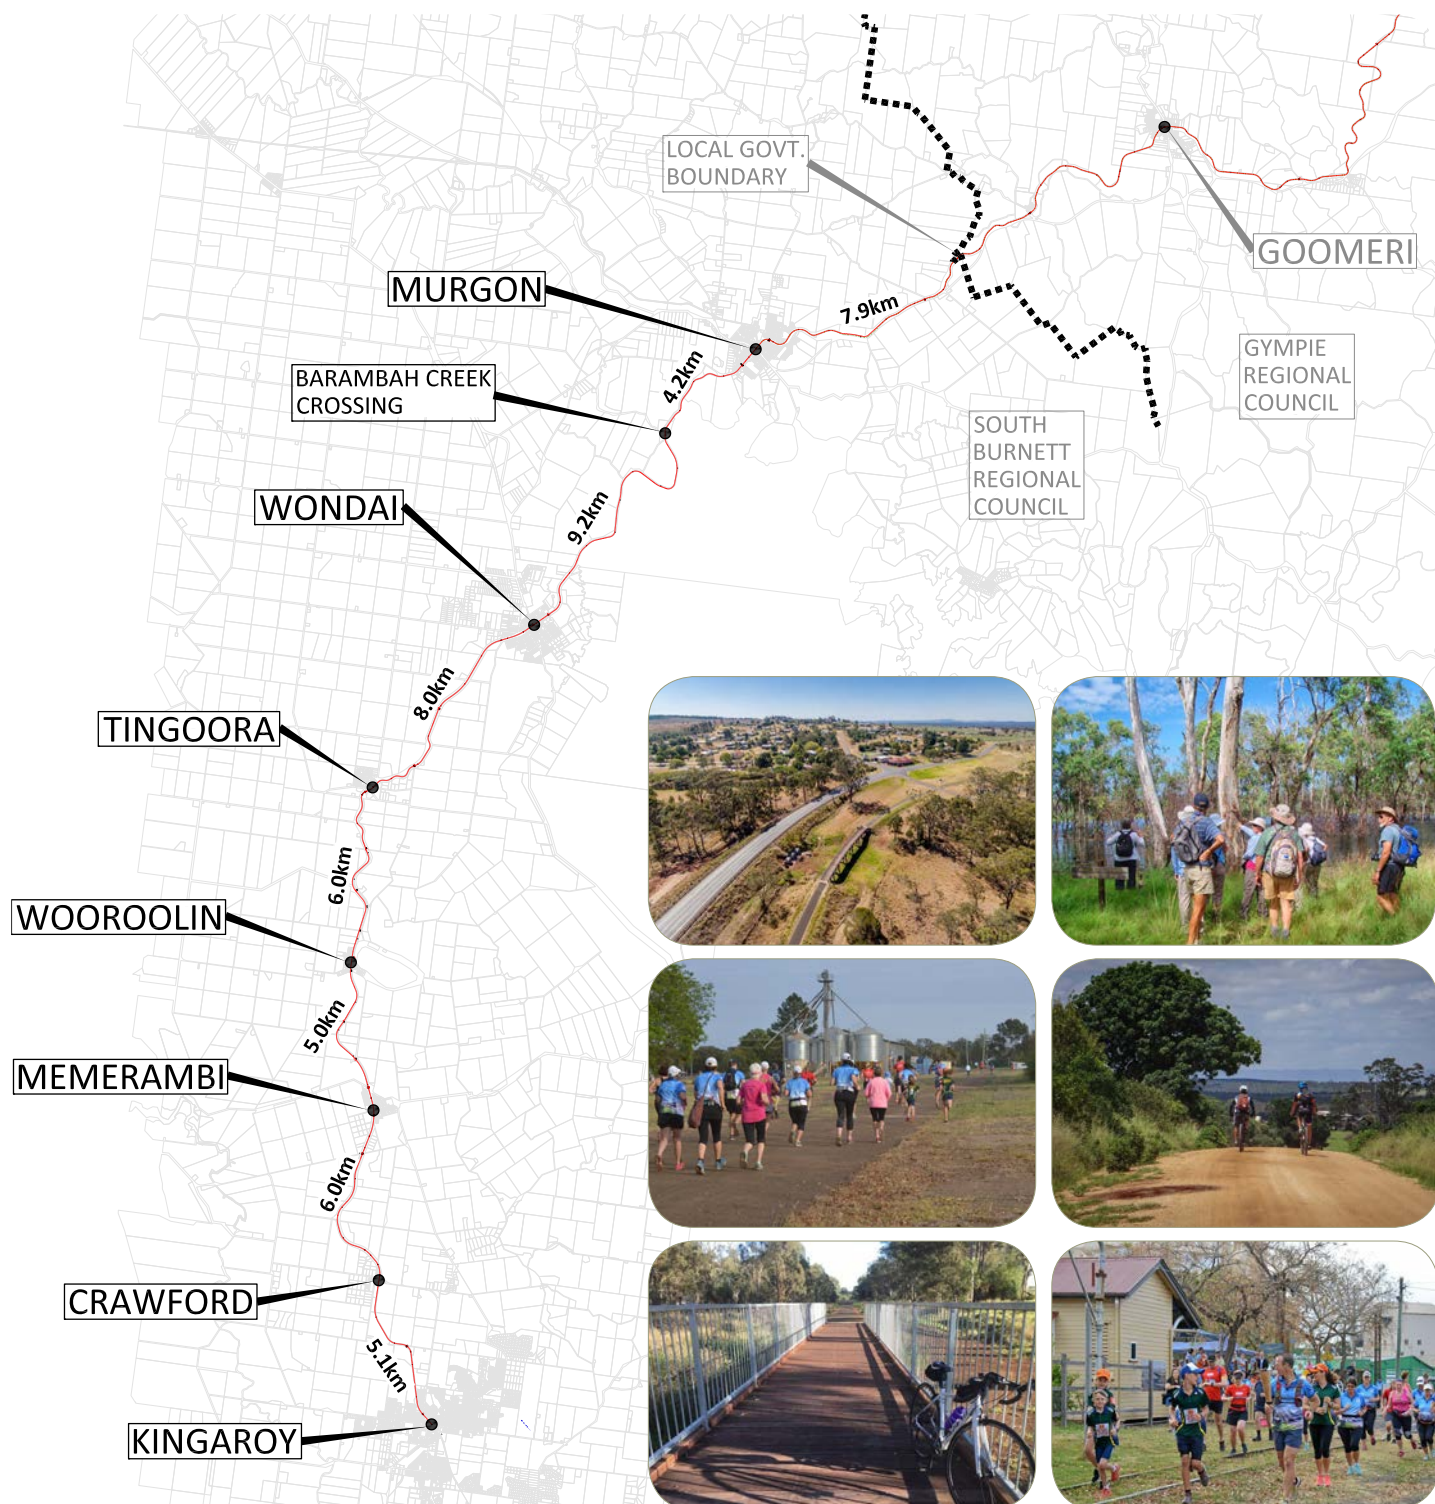 LOCAL GOVT.
BOUNDARY
GOOMERI
MURGON
7.9km
GYMPIE
REGIONAL
COUNCIL
BARAMBAH CREEK
CROSSING
4.2km
SOUTH
BURNETT
REGIONAL
COUNCIL
WONDAI
9.2km
TINGOORA
8.0km
6.0km
WOOROOLIN
5.0km
MEMERAMBI
6.0km
CRAWFORD
5.1km
KINGAROY